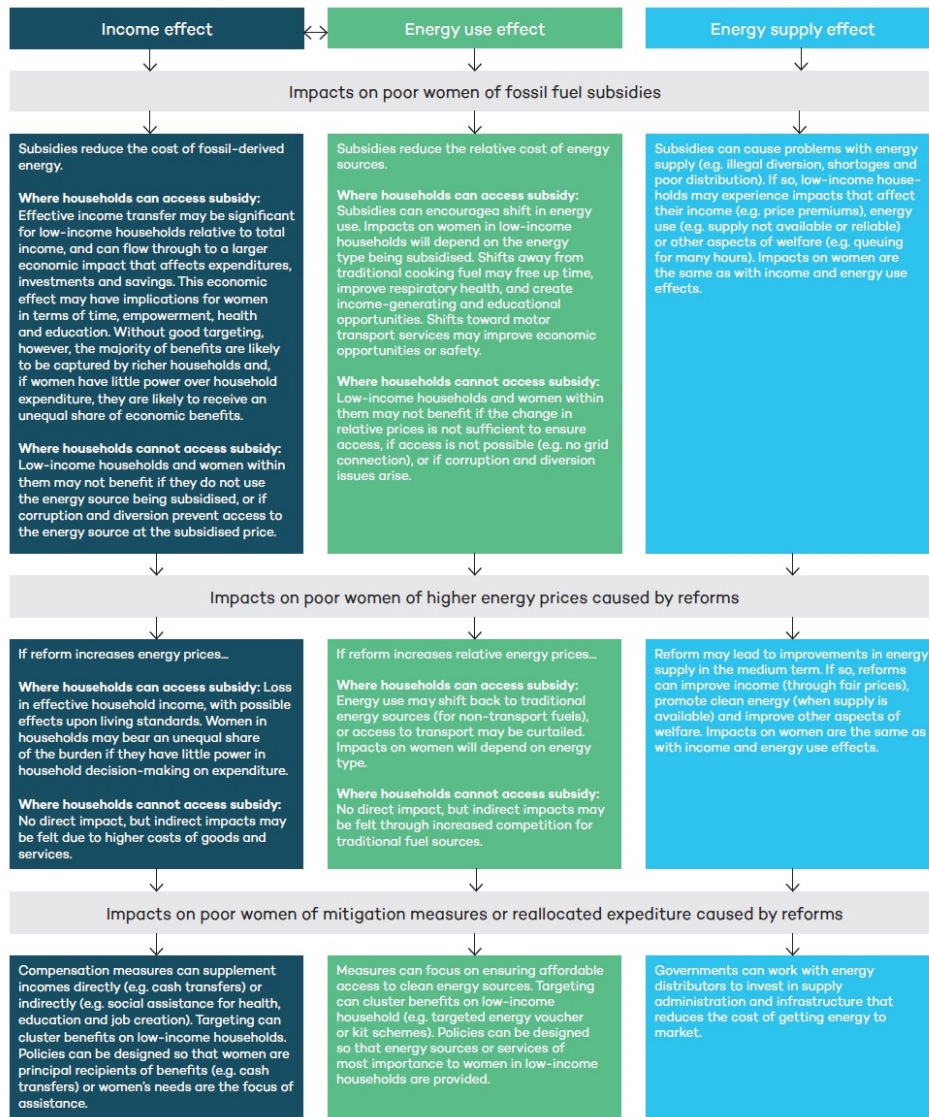 Income effect
Energy use effect
Energy supply effect
Impacts on poor women of fossil fuel subsidies
Subsidies reduce the cost of fossil-derived
energy.
Where households can access subsidy:
Effective income transfer may be significant
for low-income households relative to total
income, and can flow through to a larger
economic impact that affects expenditures,
investments and savings. This economic
effect may have implications for women
in terms of time, empowerment, health
and education. Without good targeting,
however, the majority of benefits are likely
to be captured by richer households and,
if women have little power over household
expenditure, they are likely to receive an
unequal share of economic benefits.
Where households cannot access subsidy:
Low-income households and women within
them may not benefit if they do not use
the energy source being subsidised, or if
corruption and diversion prevent access to
the energy source at the subsidised price.
Subsidies reduce the relative cost of energy
sources.
Where households can access subsidy:
Subsidies can encouragea shift in energy
use. Impacts on women in low-income
households will depend on the energy
type being subsidised. Shifts away from
traditional cooking fuel may free up time,
improve respiratory health, and create
income-generating and educational
opportunities. Shifts toward motor
transport services may improve economic
opportunities or safety.
Where households cannot access subsidy:
Low-income households and women within
them may not benefit if the change in
relative prices is not sufficient to ensure
access, if access is not possible (e.g. no grid
connection), or if corruption and diversion
issues arise.
Subsidies can cause problems with energy
supply (e.g. illegal diversion, shortages and
poor distribution). If so, low-income house-
holds may experience impacts that affect
their income (e.g. price premiums), energy
use (e.g. supply not available or reliable)
or other aspects of welfare (e.g. queuing
for many hours). Impacts on women are
the same as with income and energy use
effects.
Impacts on poor women of higher energy prices caused by reforms
If reform increases energy prices...
Where households can access subsidy: Loss
in effective household income, with possible
effects upon living standards. Women in
households may bear an unequal share
of the burden if they have little power in
household decision-making on expenditure.
Where households cannot access subsidy:
No direct impact, but indirect impacts may
be felt due to higher costs of goods and
services.
If reform increases relative energy prices...
Where households can access subsidy:
Energy use may shift back to traditional
energy sources (for non-transport fuels),
or access to transport may be curtailed.
Impacts on women will depend on energy
type.
Where households cannot access subsidy:
No direct impact, but indirect impacts may
be felt through increased competition for
traditional fuel sources.
Reform may lead to improvements in energy
supply in the medium term. If so, reforms
can improve income (through fair prices),
promote clean energy (when supply is
available) and improve other aspects of
welfare. Impacts on women are the same as
with income and energy use effects.
Impacts on poor women of mitigation measures or reallocated expediture caused by reforms
Compensation measures can supplement
incomes directly (e.g. cash transfers) or
indirectly (e.g. social assistance for health,
education and job creation). Targeting can
cluster benefits on low-income households.
Policies can be designed so that women are
principal recipients of benefits (e.g. cash
transfers) or women's needs are the focus of
assistance.
Measures can focus on ensuring affordable
access to clean energy sources. Targeting
can cluster benefits on low-income
household (e.g. targeted energy voucher
or kit schemes). Policies can be designed
so that energy sources or services of
most importance to women in low-income
households are provided.
Governments can work with energy
distributors to invest in supply
administration and infrastructure that
reduces the cost of getting energy to
market.